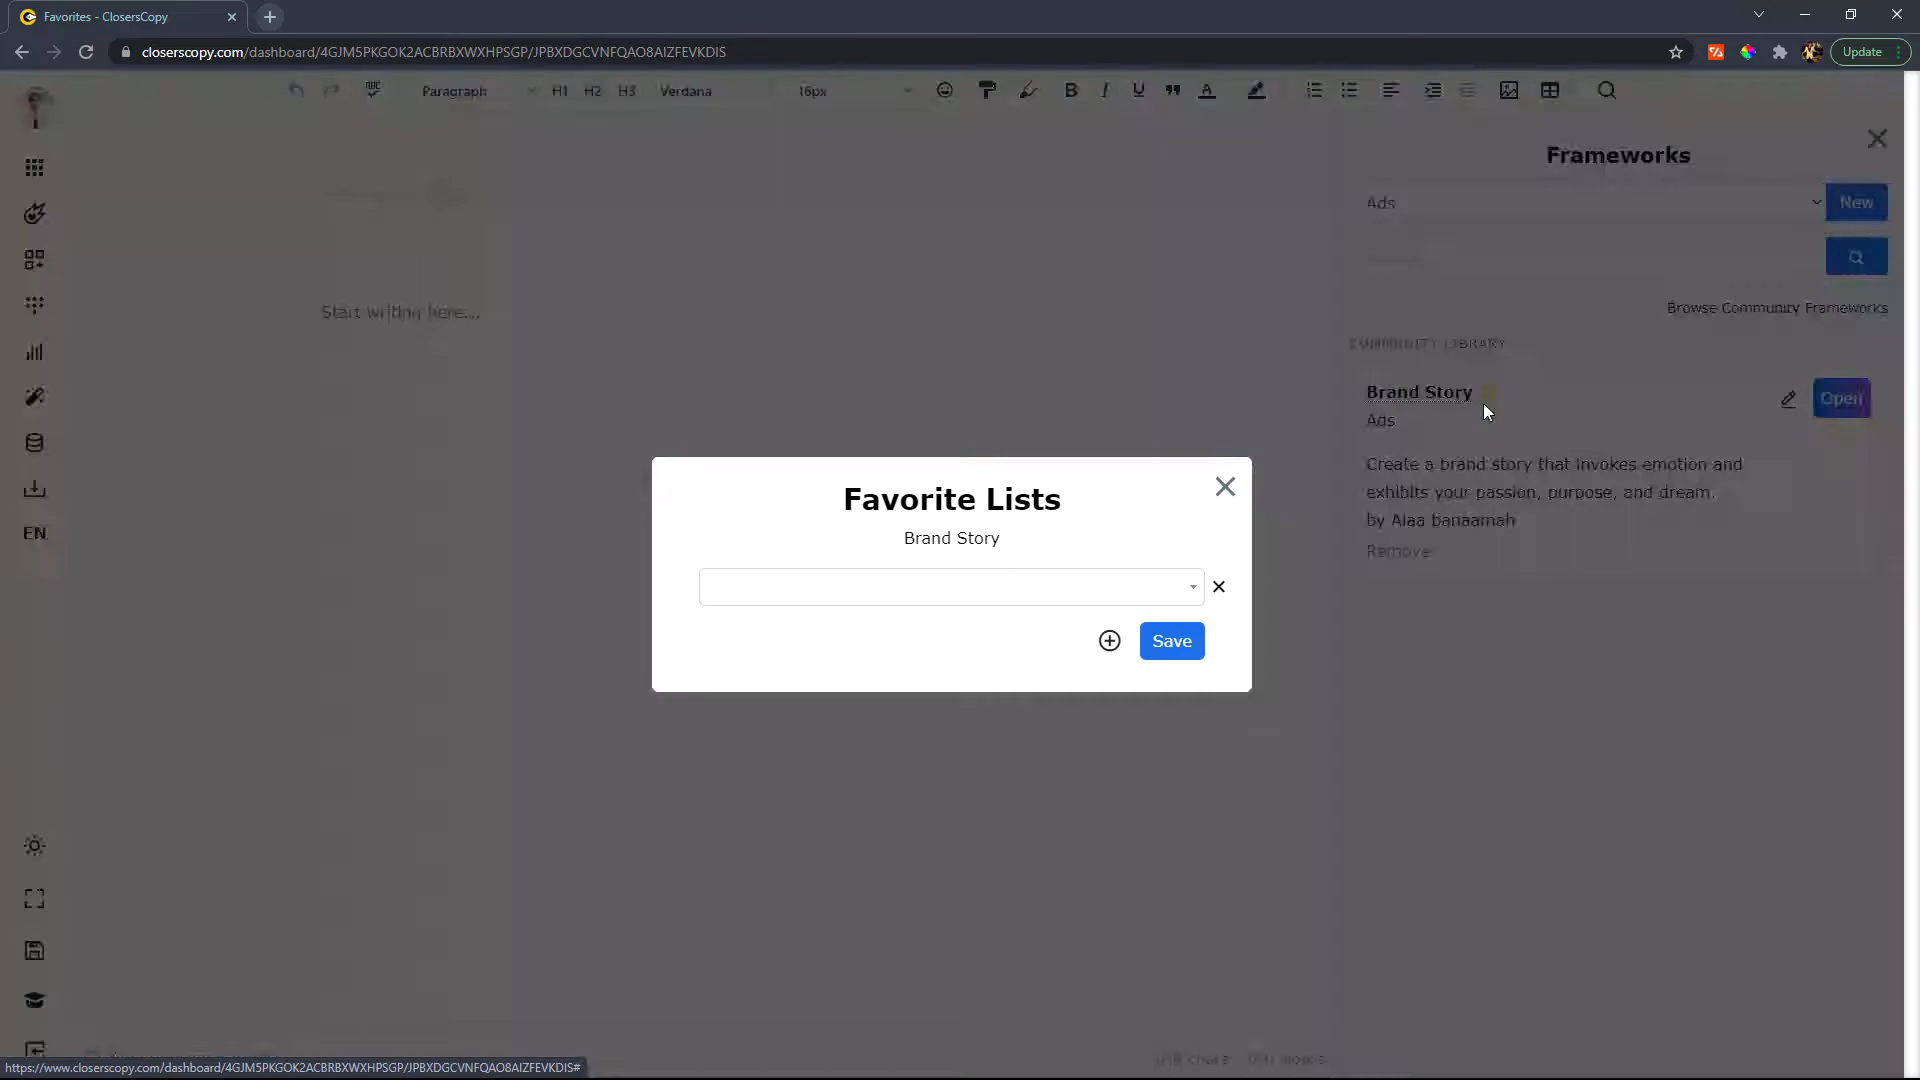 Favorites - ClosersCopy
closerscopy.com/dashboard/4GJM5PKGOK2ACBRBXWXHPSGP/JPBXDGCVNFQAO8AIZFEVKDIS
Update
Paragraph H1 H2 H3 Verdana 16px
Frameworks
Ads New
Browse Community Frameworks
Start writing here...
COMMUNITY LIBRARY
Brand Story
Open
Ads
Create a brand story that invokes emotion and
exhibits your passion, purpose, and dream.
by Alaa banaamah
Remove
Favorite Lists
Brand Story
Save
EN
https://www.closerscopy.com/dashboard/4GJM5PKGOK2ACBRBXWXHPSGP/JPBXDGCVNFQAO8AIZFEVKDIS#